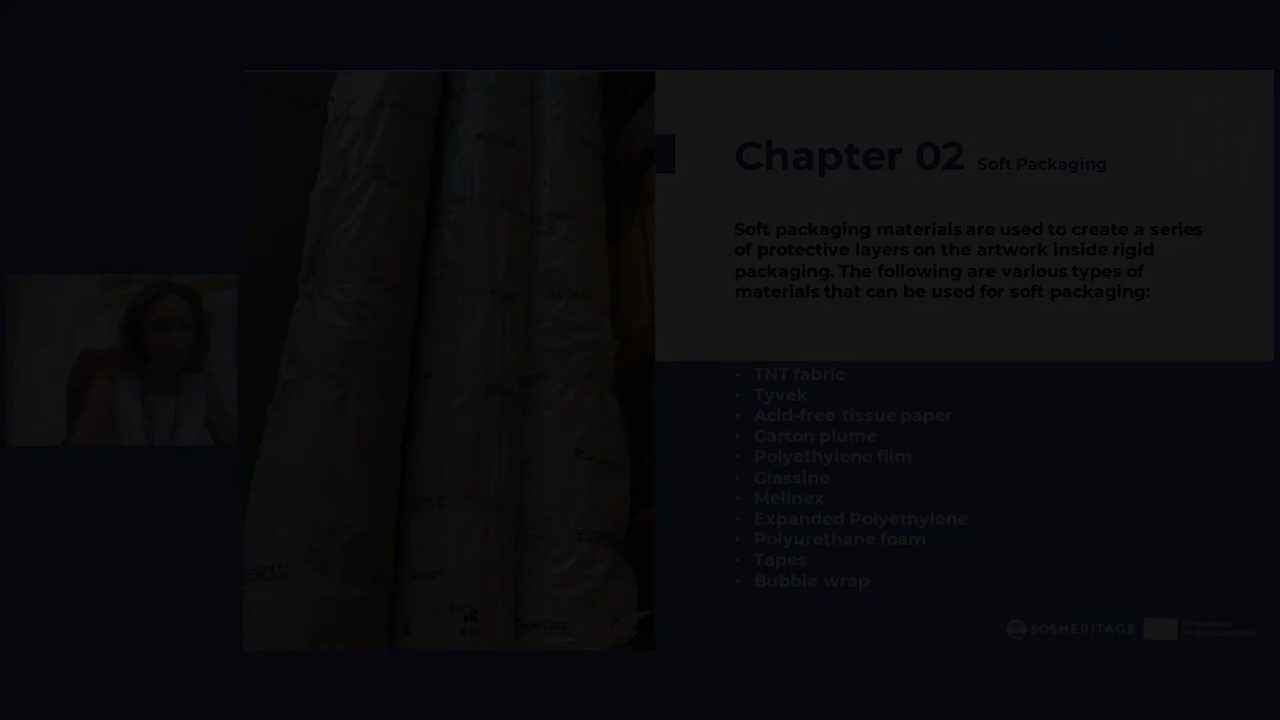 Chapter 02 Soft Packaging
Soft packaging materials are used to create a series
of protective layers on the artwork inside rigid
packaging. The following are various types of
materials that can be used for soft packaging:
• TNT fabric
• Tyvek
• Acid-free tissue paper
• Carton plume
• Polyethylene film
• Glassine
• Melinex
• Expanded Polyethylene
• Polyurethane foam
• Tapes
• Bubble wrap
SOSHERITAGE